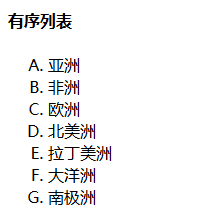 有序列表
A. 亚洲
B. 非洲
C. 欧洲
D. 北美洲
E. 拉丁美洲
F. 大洋洲
G. 南极洲